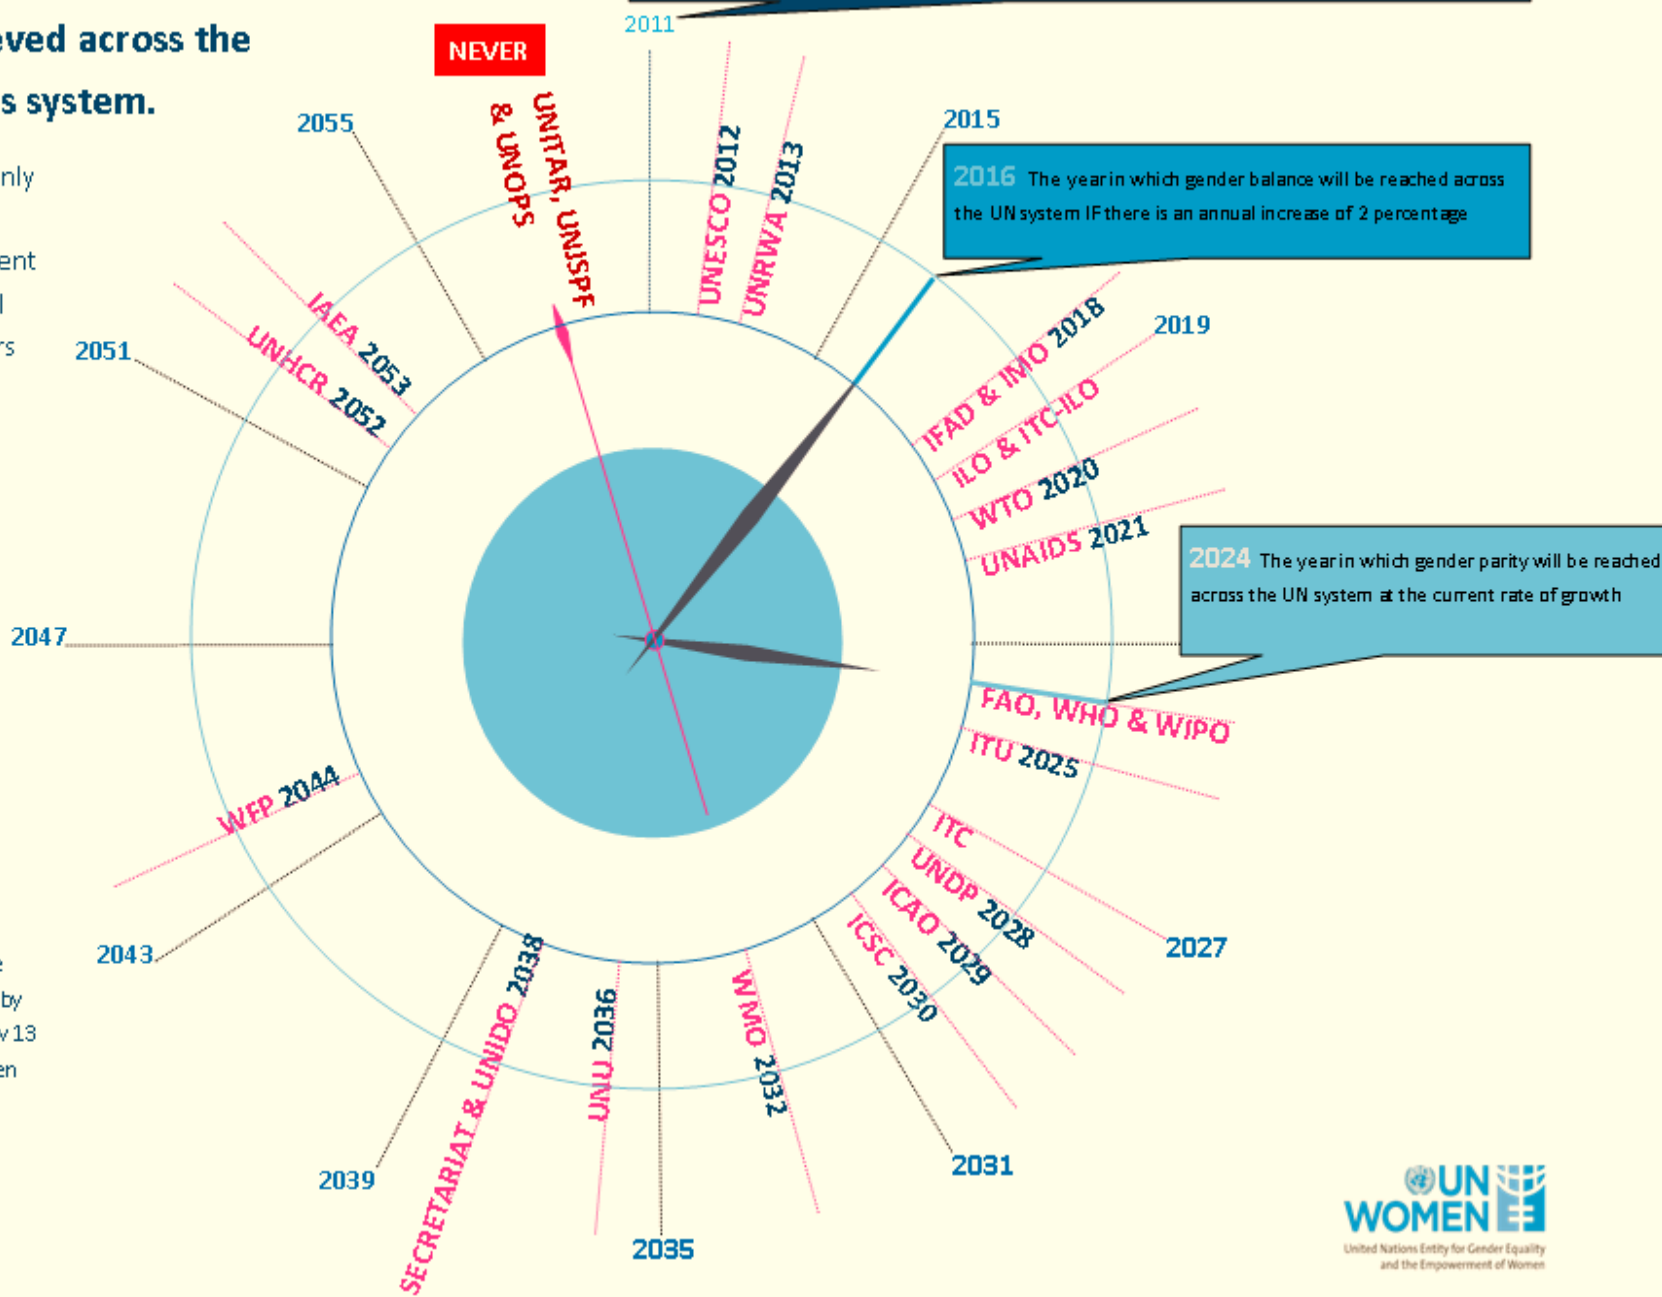 eved across the
s system.
nly
ent
l
rs
NEVER
UNITAR, UNJSPF
& UNOPS
2011
UNESCO 2012
UNRWA 2013
2015
2016 The year in which gender balance will be reached across
the UN system IF there is an annual increase of 2 percentage
IFAD & IMO 2018
2019
ILO & ITC-ILO
WTO 2020
UNAIDS 2021
2024 The year in which gender parity will be reached
across the UN system at the current rate of growth
FAO, WHO & WIPO
ITU 2025
ITC
2027
UNDP 2028
ICAO 2029
ICSC 2030
2031
WMO 2032
2035
UNU 2036
SECRETARIAT & UNIDO 2038
2039
2043
WFP 2044
2047
2051
UNHCR 2052
IAEA 2053
2055
e
by
v 13
en
UN
WOMEN
United Nations Entity for Gender Equality
and the Empowerment of Women